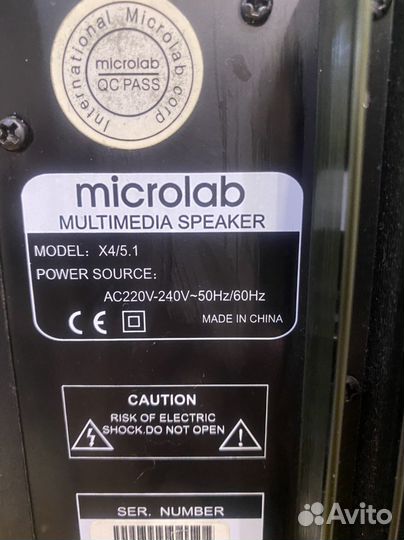 International Microlab corp
microlab
QC PASS
microlab
MULTIMEDIA SPEAKER
MODEL: X4/5.1
POWER SOURCE:
AC220V-240V~50Hz/60Hz
CE
MADE IN CHINA
CAUTION
RISK OF ELECTRIC
SHOCK.DO NOT OPEN
SER. NUMBER
Avito